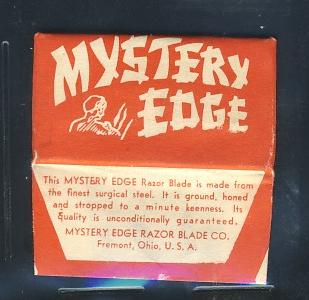 MYSTERY
EDGE
This MYSTERY EDGE Razor Blade is made from
the finest surgical steel. It is ground, honed
and stropped to a minute keenness. Its
quality is unconditionally guaranteed.
MYSTERY EDGE RAZOR BLADE CO.
Fremont, Ohio, U. S. A.